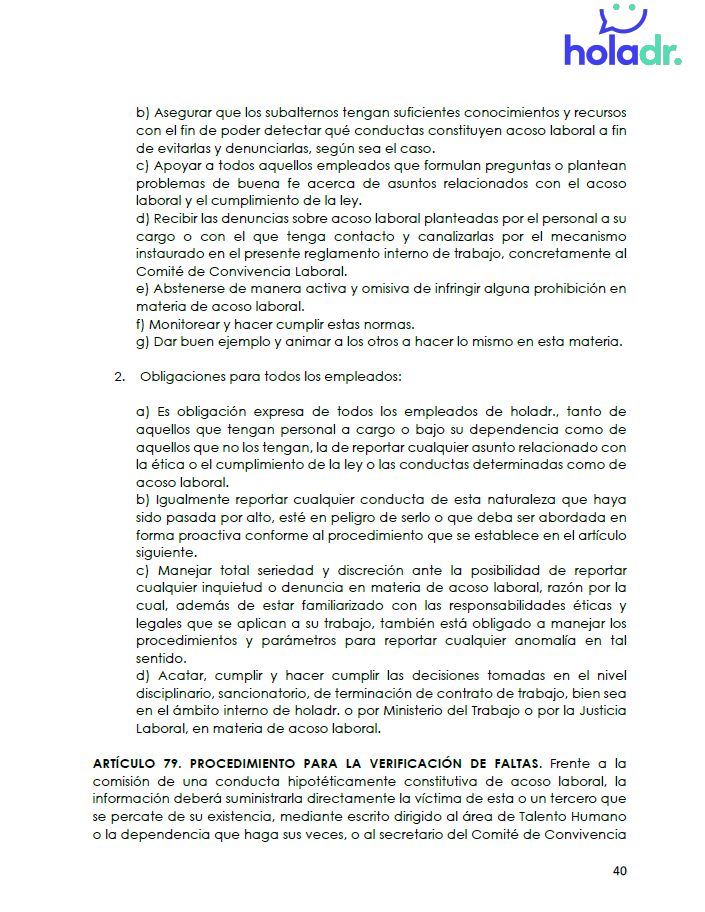 holadr.
b) Asegurar que los subalternos tengan suficientes conocimientos y recursos
con el fin de poder detectar qué conductas constituyen acoso laboral a fin
de evitarlas y denunciarlas, según sea el caso.
c) Apoyar a todos aquellos empleados que formulan preguntas o plantean
problemas de buena fe acerca de asuntos relacionados con el acoso
laboral y el cumplimiento de la ley.
d) Recibir las denuncias sobre acoso laboral planteadas por el personal a su
cargo o con el que tenga contacto y canalizarlas por el mecanismo
instaurado en el presente reglamento interno de trabajo, concretamente al
Comité de Convivencia Laboral.
e) Abstenerse de manera activa y omisiva de infringir alguna prohibición en
materia de acoso laboral.
f) Monitorear y hacer cumplir estas normas.
g) Dar buen ejemplo y animar a los otros a hacer lo mismo en esta materia.
2. Obligaciones para todos los empleados:
a) Es obligación expresa de todos los empleados de holadr., tanto de
aquellos que tengan personal a cargo o bajo su dependencia como de
aquellos que no los tengan, la de reportar cualquier asunto relacionado con
la ética o el cumplimiento de la ley o las conductas determinadas como de
acoso laboral.
b) Igualmente reportar cualquier conducta de esta naturaleza que haya
sido pasada por alto, esté en peligro de serlo o que deba ser abordada en
forma proactiva conforme al procedimiento que se establece en el artículo
siguiente.
c) Manejar total seriedad y discreción ante la posibilidad de reportar
cualquier inquietud o denuncia en materia de acoso laboral, razón por la
cual, además de estar familiarizado con las responsabilidades éticas y
legales que se aplican a su trabajo, también está obligado a manejar los
procedimientos y parámetros para reportar cualquier anomalía en tal
sentido.
d) Acatar, cumplir y hacer cumplir las decisiones tomadas en el nivel
disciplinario, sancionatorio, de terminación de contrato de trabajo, bien sea
en el ámbito interno de holadr. o por Ministerio del Trabajo o por la Justicia
Laboral, en materia de acoso laboral.
ARTÍCULO 79. PROCEDIMIENTO PARA LA VERIFICACIÓN DE FALTAS. Frente a la
comisión de una conducta hipotéticamente constitutiva de acoso laboral, la
información deberá suministrarla directamente la víctima de esta o un tercero que
se percate de su existencia, mediante escrito dirigido al área de Talento Humano
o la dependencia que haga sus veces, o al secretario del Comité de Convivencia
40